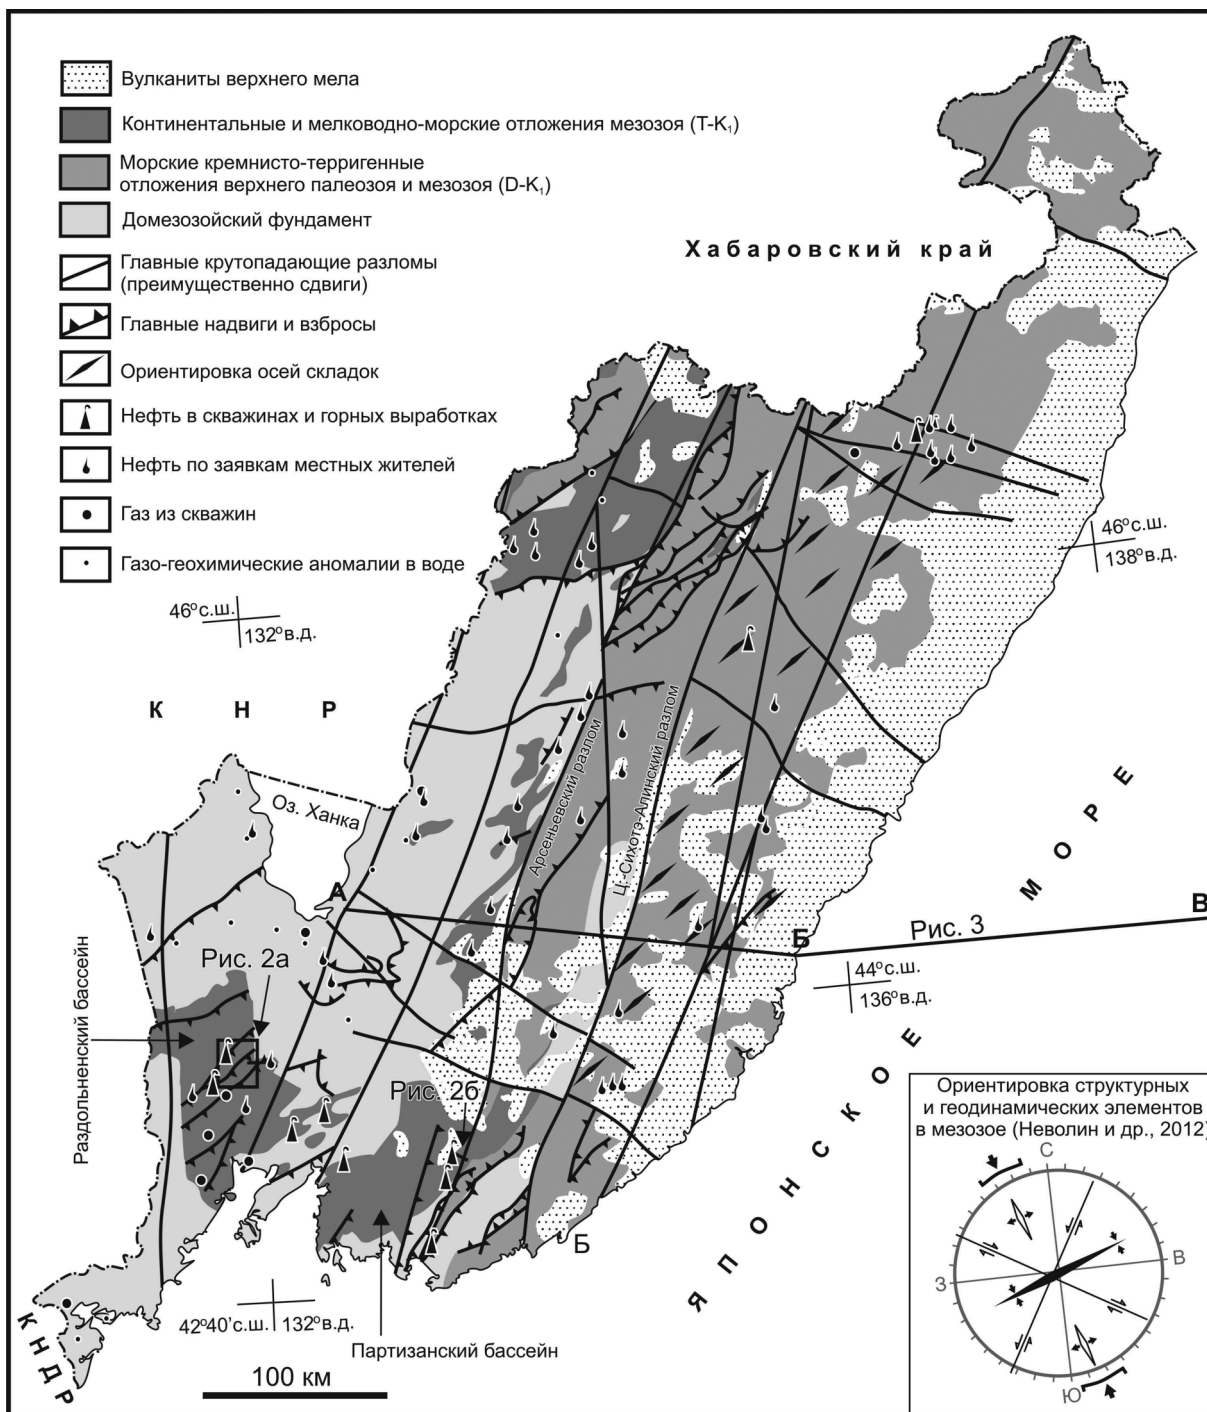 Вулканиты верхнего мела
Континентальные и мелководно-морские отложения мезозоя (T-K₁)
Морские кремнисто-терригенные
отложения верхнего палеозоя и мезозоя (D-K₁)
Домезозойский фундамент
Главные крутопадающие разломы
(преимущественно сдвиги)
Главные надвиги и взбросы
Ориентировка осей складок
Нефть в скважинах и горных выработках
Нефть по заявкам местных жителей
Газ из скважин
Газо-геохимические аномалии в воде
Хабаровский край
46°с.ш.
138°в.д.
46°с.ш.
132°в.д.
К Н Р
Оз. Ханка
Арсеньевский разлом
Ц.-Сихотэ-Алинский разлом
А
Б
В
Рис. 3
Рис. 2а
Раздольненский бассейн
44°с.ш.
136°в.д.
Рис. 2б
Б
ЯПОНСКОЕ МОРЕ
КНДР
42°40'с.ш.
132°в.д.
Партизанский бассейн
100 км
Ориентировка структурных
и геодинамических элементов
в мезозое (Неволин и др., 2012)
С
В
З
Ю